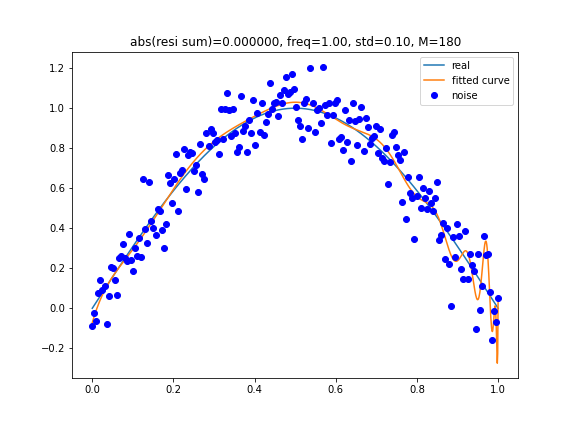 abs(resi sum)=0.000000, freq=1.00, std=0.10, M=180
real
fitted curve
noise
1.2
1.0
0.8
0.6
0.4
0.2
0.0
−0.2
0.0 0.2 0.4 0.6 0.8 1.0